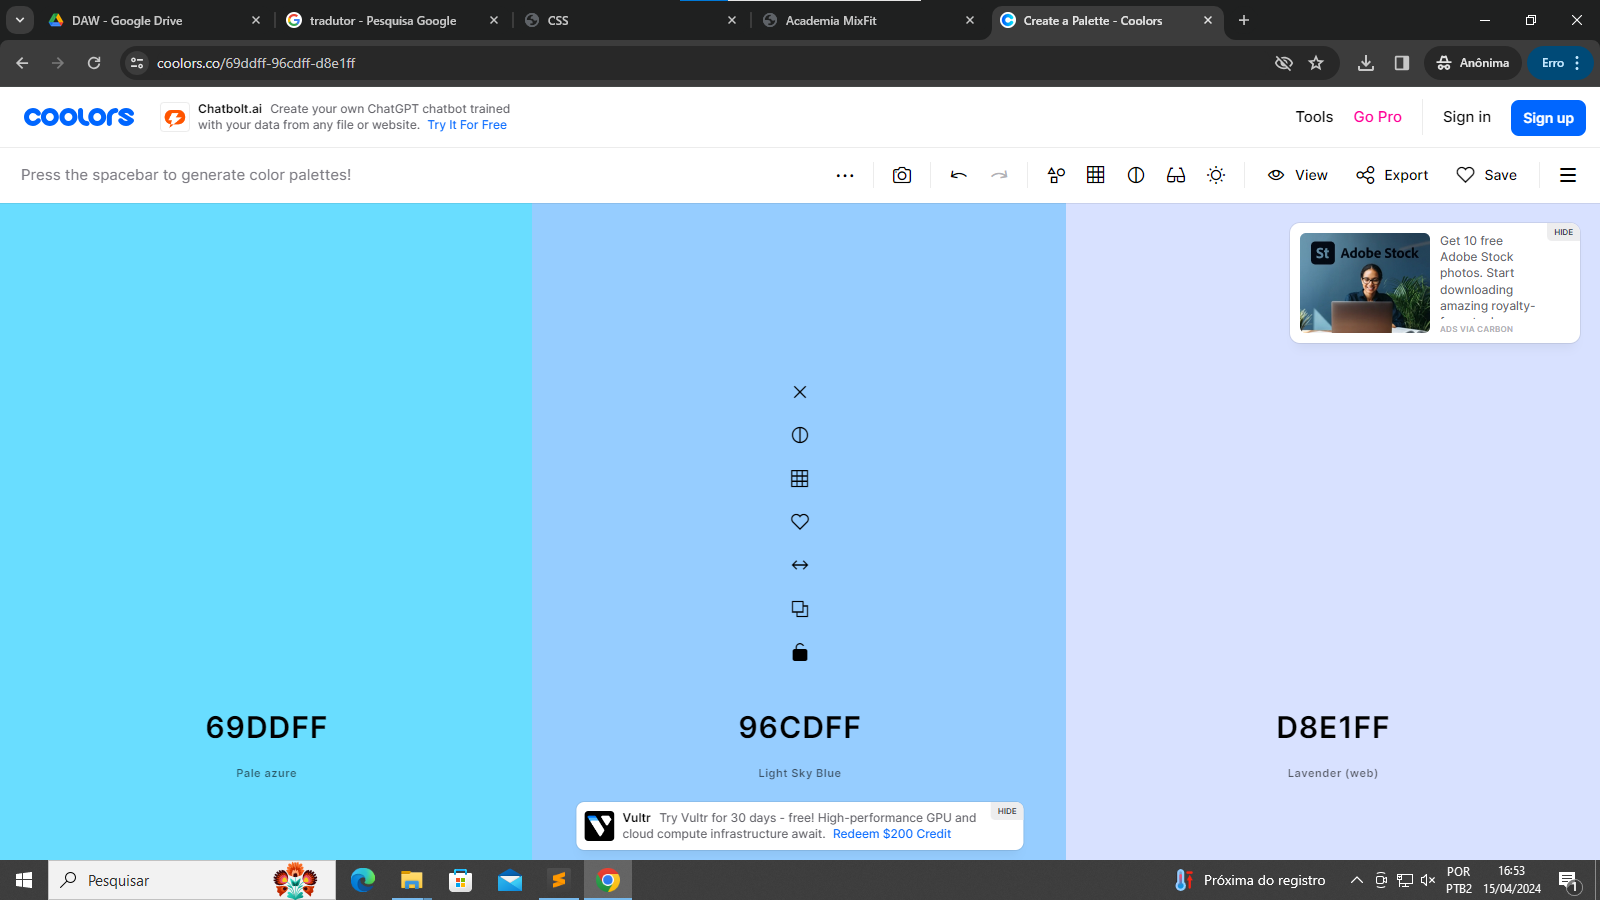 DAW - Google Drive
tradutor - Pesquisa Google
CSS
Academia MixFit
Create a Palette - Coolors
coolors.co/69ddff-96cdff-d8e1ff
Anônima
Erro
coolors
Chatbolt.ai Create your own ChatGPT chatbot trained
with your data from any file or website. Try It For Free
Tools
Go Pro
Sign in
Sign up
Press the spacebar to generate color palettes!
View
Export
Save
HIDE
St Adobe Stock
Get 10 free
Adobe Stock
photos. Start
downloading
amazing royalty-
ADS VIA CARBON
69DDFF
Pale azure
96CDFF
Light Sky Blue
D8E1FF
Lavender (web)
HIDE
Vultr Try Vultr for 30 days - free! High-performance GPU and
cloud compute infrastructure await. Redeem $200 Credit
Pesquisar
Próxima do registro
POR
PTB2
16:53
15/04/2024
1